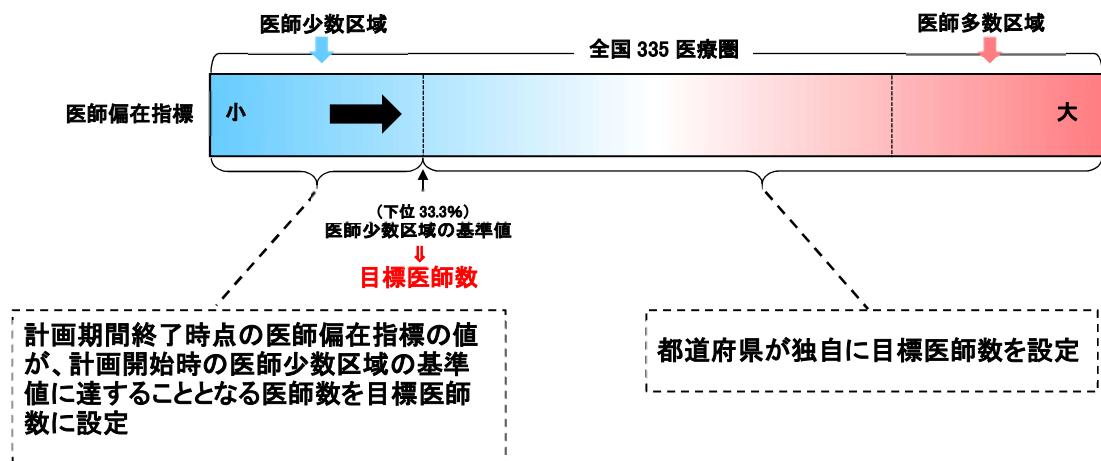 医師少数区域
医師多数区域
全国 335 医療圏
医師偏在指標
小
大
（下位 33.3%）
医師少数区域の基準値
⇓
目標医師数
計画期間終了時点の医師偏在指標の値
が、計画開始時の医師少数区域の基準
値に達することとなる医師数を目標医師
数に設定
都道府県が独自に目標医師数を設定